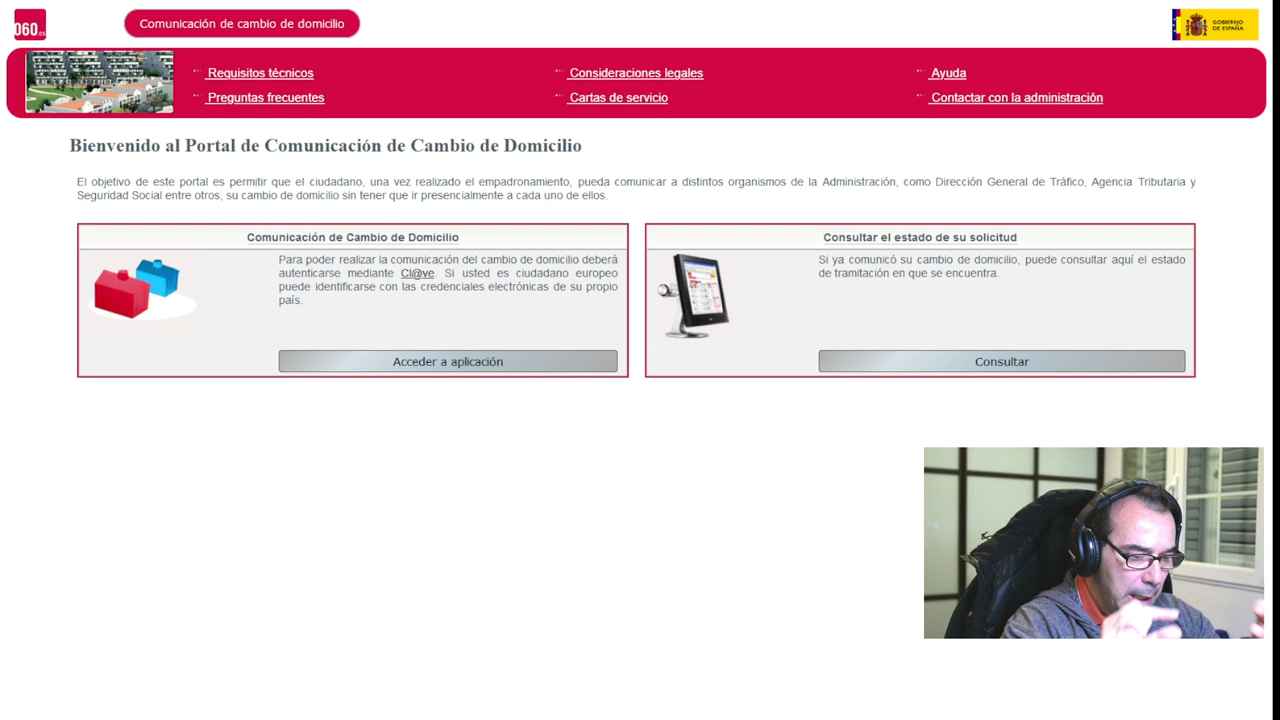 060.es
Comunicación de cambio de domicilio
GOBIERNO
DE ESPAÑA
Requisitos técnicos
Consideraciones legales
Ayuda
Preguntas frecuentes
Cartas de servicio
Contactar con la administración
Bienvenido al Portal de Comunicación de Cambio de Domicilio
El objetivo de este portal es permitir que el ciudadano, una vez realizado el empadronamiento, pueda comunicar a distintos organismos de la Administración, como Dirección General de Tráfico, Agencia Tributaria y
Seguridad Social entre otros, su cambio de domicilio sin tener que ir presencialmente a cada uno de ellos.
Comunicación de Cambio de Domicilio
Para poder realizar la comunicación del cambio de domicilio deberá
autenticarse mediante Cl@ve. Si usted es ciudadano europeo
puede identificarse con las credenciales electrónicas de su propio
país.
Acceder a aplicación
Consultar el estado de su solicitud
Si ya comunicó su cambio de domicilio, puede consultar aquí el estado
de tramitación en que se encuentra.
Consultar